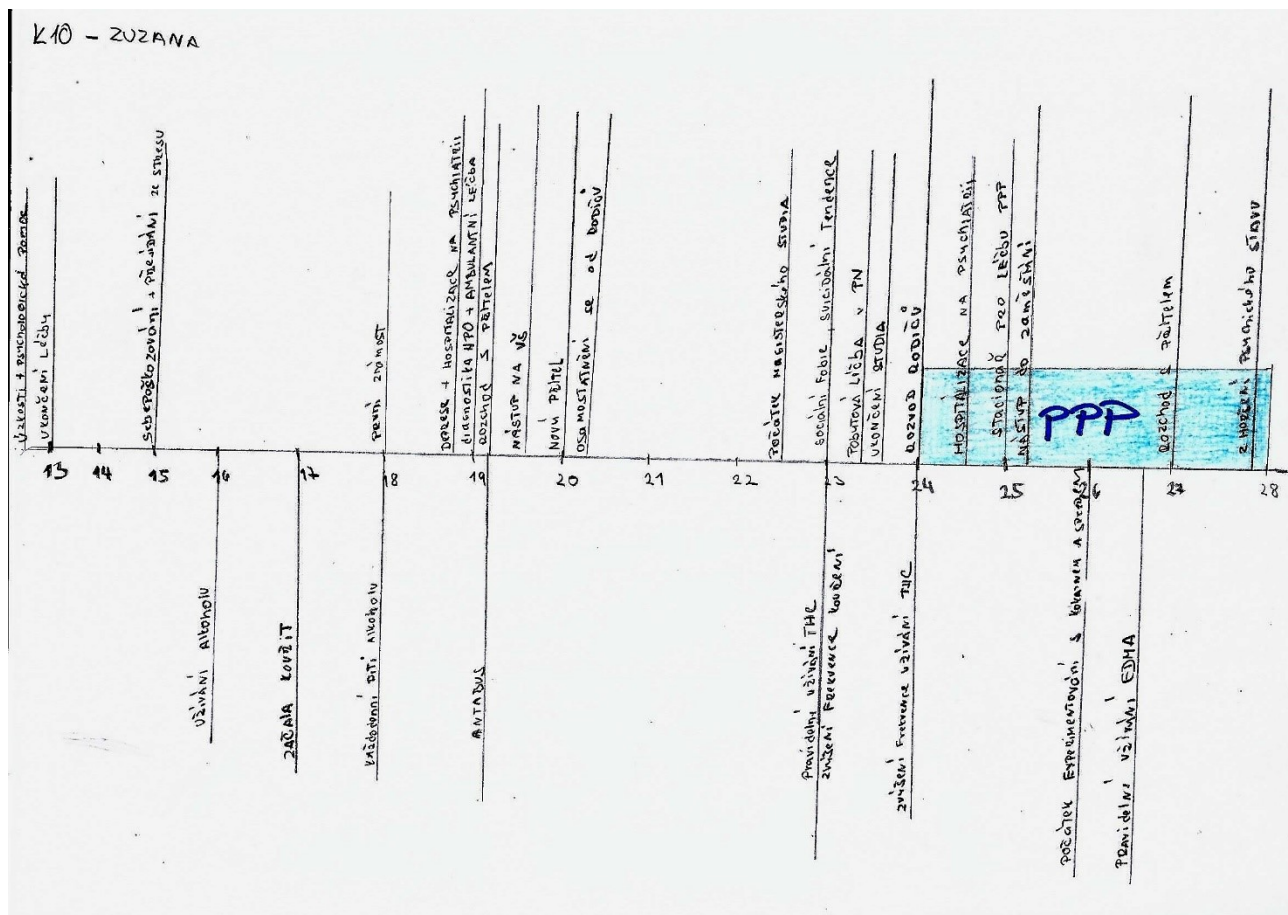 K10 - ZUZANA
ÚZKOSTI + PSYCHOLOGICKÁ POMOC
UKONČENÍ LÉČBY
SEBEPOŠKOZOVÁNÍ + PŘEJÍDÁNÍ ZE STRESU
PRVNÍ ZNÁMOST
DEPRESE + HOSPITALIZACE NA PSYCHIATRII
DIAGNOSTIKA HPO + AMBULANTNÍ LÉČBA
ROZCHOD S PŘÍTELEM
NÁSTUP NA VŠ
NOVÝ PŘÍTEL
OSAMOSTATNĚNÍ SE OD RODIČŮ
POČÁTEK MAGISTERSKÉHO STUDIA
SOCIÁLNÍ FOBIE, SUICIDÁLNÍ TENDENCE
POBYTOVÁ LÉČBA V PN
UKONČENÍ STUDIA
ROZVOD RODIČŮ
HOSPITALIZACE NA PSYCHIATRII
STACIONÁŘ PRO LÉČBU PPP
NÁSTUP DO ZAMĚSTNÁNÍ
PPP
ROZCHOD S PŘÍTELEM
ZHORŠENÍ PSYCHICKÉHO STAVU
13 14 15 16 17 18 19 20 21 22 23 24 25 26 27 28
UŽÍVÁNÍ ALKOHOLU
ZAČALA KOUŘIT
KAŽDODENNÍ PITÍ ALKOHOLU
ANTABUS
PRAVIDELNÉ UŽÍVÁNÍ THC
ZVÝŠENÍ FREKVENCE KOUŘENÍ
ZVÝŠENÍ FREKVENCE UŽÍVÁNÍ THC
POČÁTEK EXPERIMENTOVÁNÍ S KOKAINEM A SPEEDEM
PRAVIDELNÉ UŽÍVÁNÍ EDMA